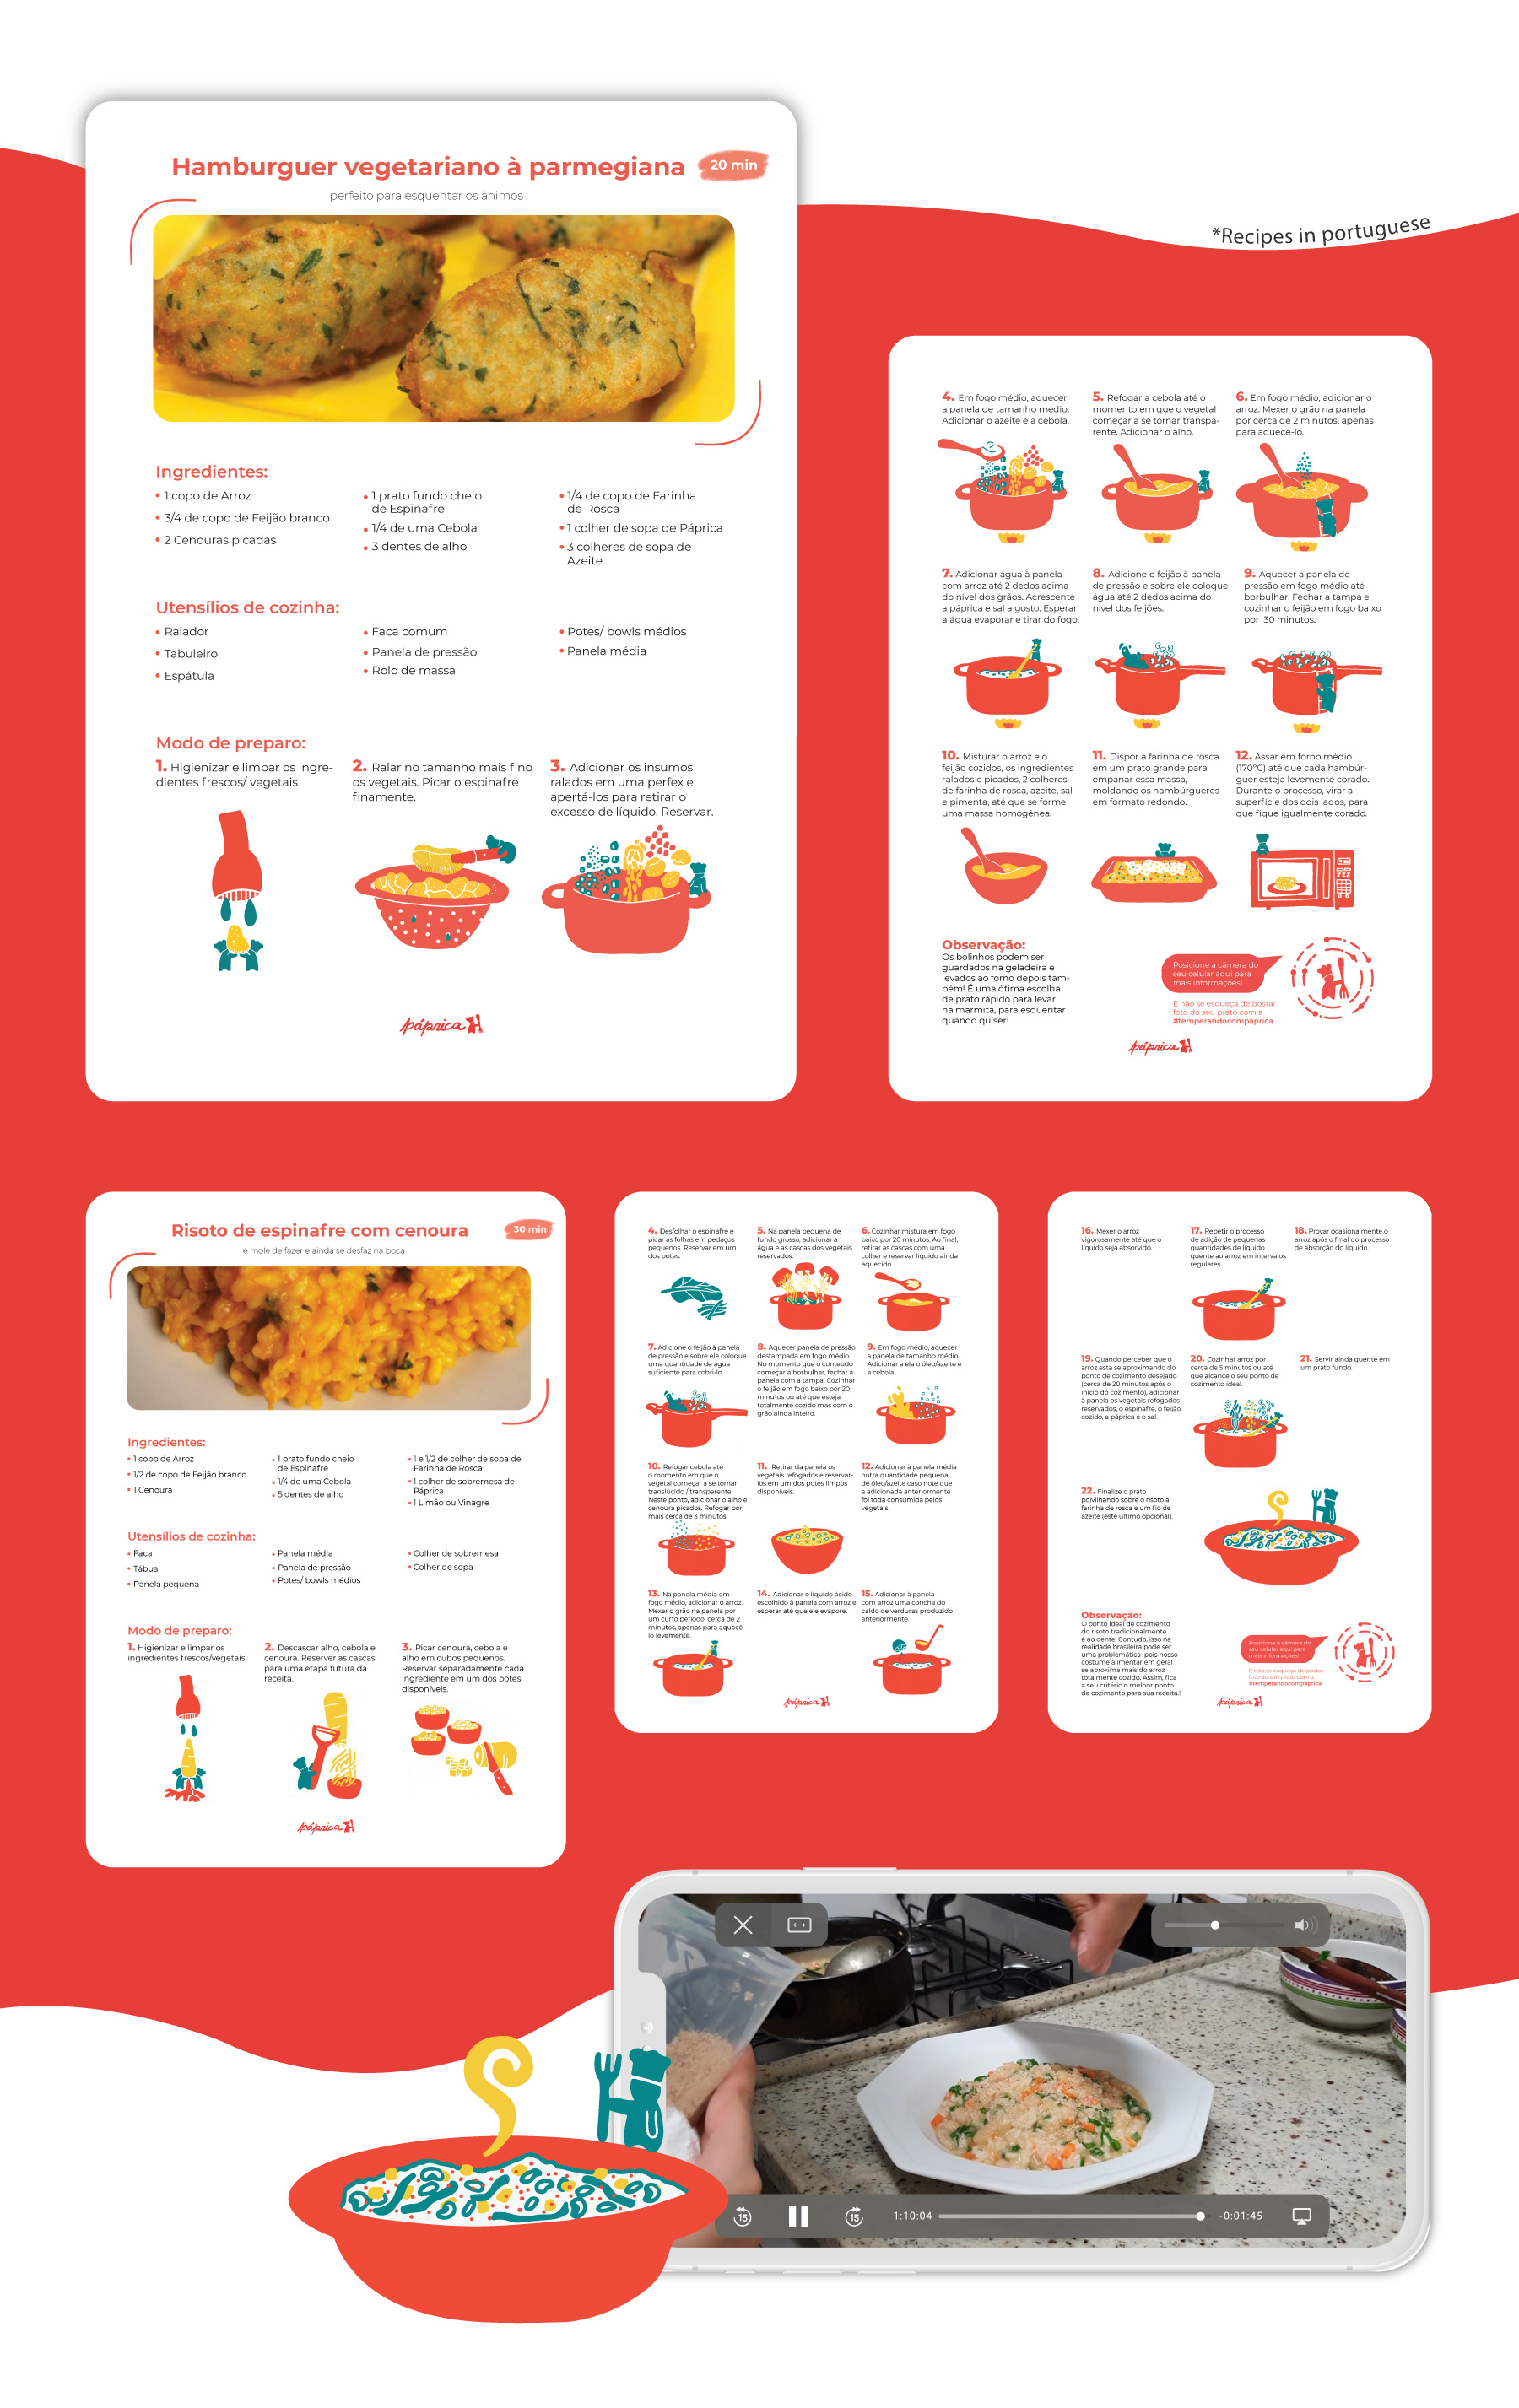 Hamburguer vegetariano à parmegiana
20 min
perfeito para esquentar os ânimos
*Recipes in portuguese
Ingredientes:
• 1 copo de Arroz
• 3/4 de copo de Feijão branco
• 2 Cenouras picadas
• 1 prato fundo cheio
de Espinafre
• 1/4 de uma Cebola
• 3 dentes de alho
• 1/4 de copo de Farinha
de Rosca
• 1 colher de sopa de Páprica
• 3 colheres de sopa de
Azeite
Utensílios de cozinha:
• Ralador
• Tabuleiro
• Espátula
• Faca comum
• Panela de pressão
• Rolo de massa
• Potes/ bowls médios
• Panela média
Modo de preparo:
1. Higienizar e limpar os ingre-
dientes frescos/ vegetais
2. Ralar no tamanho mais fino
os vegetais. Picar o espinafre
finamente.
3. Adicionar os insumos
ralados em uma perfex e
apertá-los para retirar o
excesso de líquido. Reservar.
páprica
4. Em fogo médio, aquecer
a panela de tamanho médio.
Adicionar o azeite e a cebola.
5. Refogar a cebola até o
momento em que o vegetal
começar a se tornar transpa-
rente. Adicionar o alho.
6. Em fogo médio, adicionar o
arroz. Mexer o grão na panela
por cerca de 2 minutos, apenas
para aquecê-lo.
7. Adicionar água à panela
com arroz até 2 dedos acima
do nível dos grãos. Acrescente
a páprica e sal a gosto. Esperar
a água evaporar e tirar do fogo.
8. Adicione o feijão à panela
de pressão e sobre ele coloque
água até 2 dedos acima do
nível dos feijões.
9. Aquecer a panela de
pressão em fogo médio até
borbulhar. Fechar a tampa e
cozinhar o feijão em fogo baixo
por 30 minutos.
10. Misturar o arroz e o
feijão cozidos, os ingredientes
ralados e picados, 2 colheres
de farinha de rosca, azeite, sal
e pimenta, até que se forme
uma massa homogênea.
11. Dispor a farinha de rosca
em um prato grande para
empanar essa massa,
moldando os hambúrgueres
em formato redondo.
12. Assar em forno médio
(170ºC) até que cada hambúr-
guer esteja levemente corado.
Durante o processo, virar a
superfície dos dois lados, para
que fique igualmente corado.
Observação:
Os bolinhos podem ser
guardados na geladeira e
levados ao forno depois tam-
bém! É uma ótima escolha
de prato rápido para levar
na marmita, para esquentar
quando quiser!
Posicione a câmera do
seu celular aqui para
mais informações!
E não se esqueça de postar
foto do seu prato com a
#temperandocompáprica
páprica
Risoto de espinafre com cenoura
30 min
é mole de fazer e ainda se desfaz na boca
Ingredientes:
• 1 copo de Arroz
• 1/2 de copo de Feijão branco
• 1 Cenoura
• 1 prato fundo cheio
de Espinafre
• 1/4 de uma Cebola
• 5 dentes de alho
• 1 e 1/2 de colher de sopa de
Farinha de Rosca
• 1 colher de sobremesa de
Páprica
• 1 Limão ou Vinagre
Utensílios de cozinha:
• Faca
• Tábua
• Panela pequena
• Panela média
• Panela de pressão
• Potes/ bowls médios
• Colher de sobremesa
• Colher de sopa
Modo de preparo:
1. Higienizar e limpar os
ingredientes frescos/vegetais.
2. Descascar alho, cebola e
cenoura. Reserver as cascas
para uma etapa futura da
receita.
3. Picar cenoura, cebola e
alho em cubos pequenos.
Reservar separadamente cada
ingrediente em um dos potes
disponíveis.
páprica
4. Desfolhar o espinafre e
picar as folhas em pedaços
pequenos. Reservar em um
dos potes.
5. Na panela pequena de
fundo grosso, adicionar a
água e as cascas dos vegetais
reservados.
6. Cozinhar mistura em fogo
baixo por 20 minutos. Ao final,
retirar as cascas com uma
colher e reservar líquido ainda
aquecido.
7. Adicione o feijão à panela
de pressão e sobre ele coloque
uma quantidade de água
suficiente para cobri-lo.
8. Aquecer panela de pressão
destampada em fogo médio.
No momento que o conteúdo
começar a borbulhar, fechar a
panela com a tampa. Cozinhar
o feijão em fogo baixo por 20
minutos ou até que esteja
totalmente cozido mas com o
grão ainda inteiro.
9. Em fogo médio, aquecer
a panela de tamanho médio.
Adicionar a ela o óleo/azeite e
a cebola.
10. Refogar cebola até
o momento em que o
vegetal começar a se tornar
translúcido / transparente.
Neste ponto, adicionar o alho e
cenoura picados. Refogar por
mais cerca de 3 minutos.
11. Retirar da panela os
vegetais refogados e reservar-
los em um dos potes limpos
disponíveis.
12. Adicionar à panela média
outra quantidade pequena
de óleo/azeite caso note que
a adicionada anteriormente
foi toda consumida pelos
vegetais.
13. Na panela média em
fogo médio, adicionar o arroz.
Mexer o grão na panela por
um curto período, cerca de 2
minutos, apenas para aquecê-
lo levemente.
14. Adicionar o líquido ácido
escolhido à panela com arroz e
esperar até que ele evapore.
15. Adicionar à panela
com arroz uma concha do
caldo de verduras produzido
anteriormente.
páprica
16. Mexer o arroz
vigorosamente até que o
líquido seja absorvido.
17. Repetir o processo
de adição de pequenas
quantidades de líquido
quente ao arroz em intervalos
regulares.
18. Provar ocasionalmente o
arroz após o final do processo
de absorção do líquido.
19. Quando perceber que o
arroz esta se aproximando do
ponto de cozimento desejado
(cerca de 20 minutos após o
início do cozimento), adicionar
à panela os vegetais refogados
reservados, o espinafre, o feijão
cozido, a páprica e o sal.
20. Cozinhar arroz por
cerca de 5 minutos ou até
que alcance o seu ponto de
cozimento ideal.
21. Servir ainda quente em
um prato fundo.
22. Finalize o prato
polvilhando sobre o risoto a
farinha de rosca e um fio de
azeite (este último opcional).
Observação:
O ponto ideal de cozimento
do risoto tradicionalmente
é ao dente. Contudo, isso na
realidade brasileira pode ser
uma problemática pois nosso
costume alimentar em geral
se aproxima mais do arroz
totalmente cozido. Assim, fica
a seu critério o melhor ponto
de cozimento para sua receita.!
Posicione a câmera do
seu celular aqui para
mais informações!
E não se esqueça de postar
foto do seu prato com a
#temperandocompáprica
páprica
15
15
1:10:04
-0:01:45